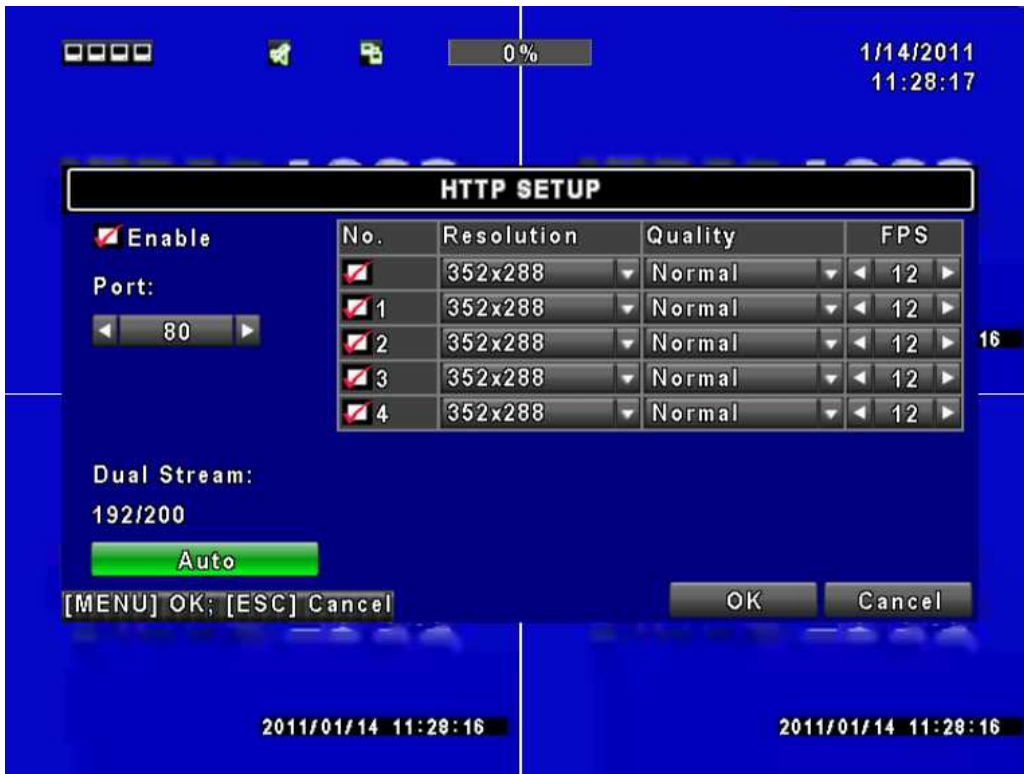 0%
1/14/2011
11:28:17
HTTP SETUP
Enable
No. Resolution Quality FPS
352x288 Normal 12
Port:
1 352x288 Normal 12
80
2 352x288 Normal 12
16
3 352x288 Normal 12
4 352x288 Normal 12
Dual Stream:
192/200
Auto
[MENU] OK; [ESC] Cancel
OK
Cancel
2011/01/14 11:28:16
2011/01/14 11:28:16